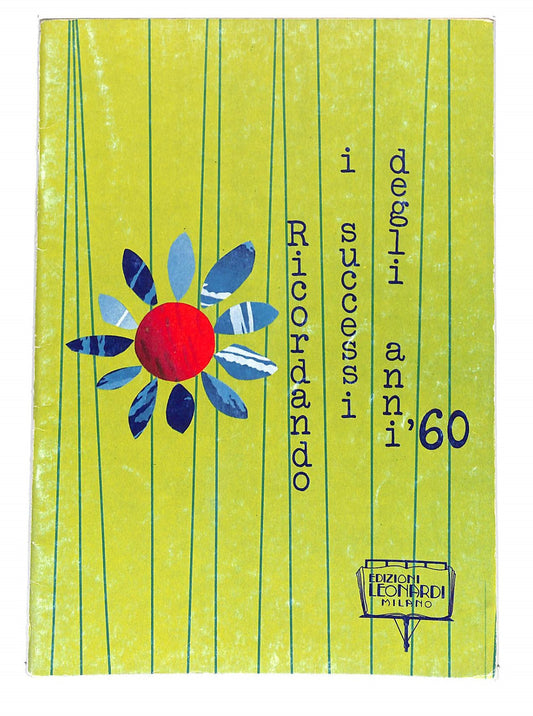 Ricordando
i successi
degli anni '60
EDIZIONI
LEONARDI
MILANO